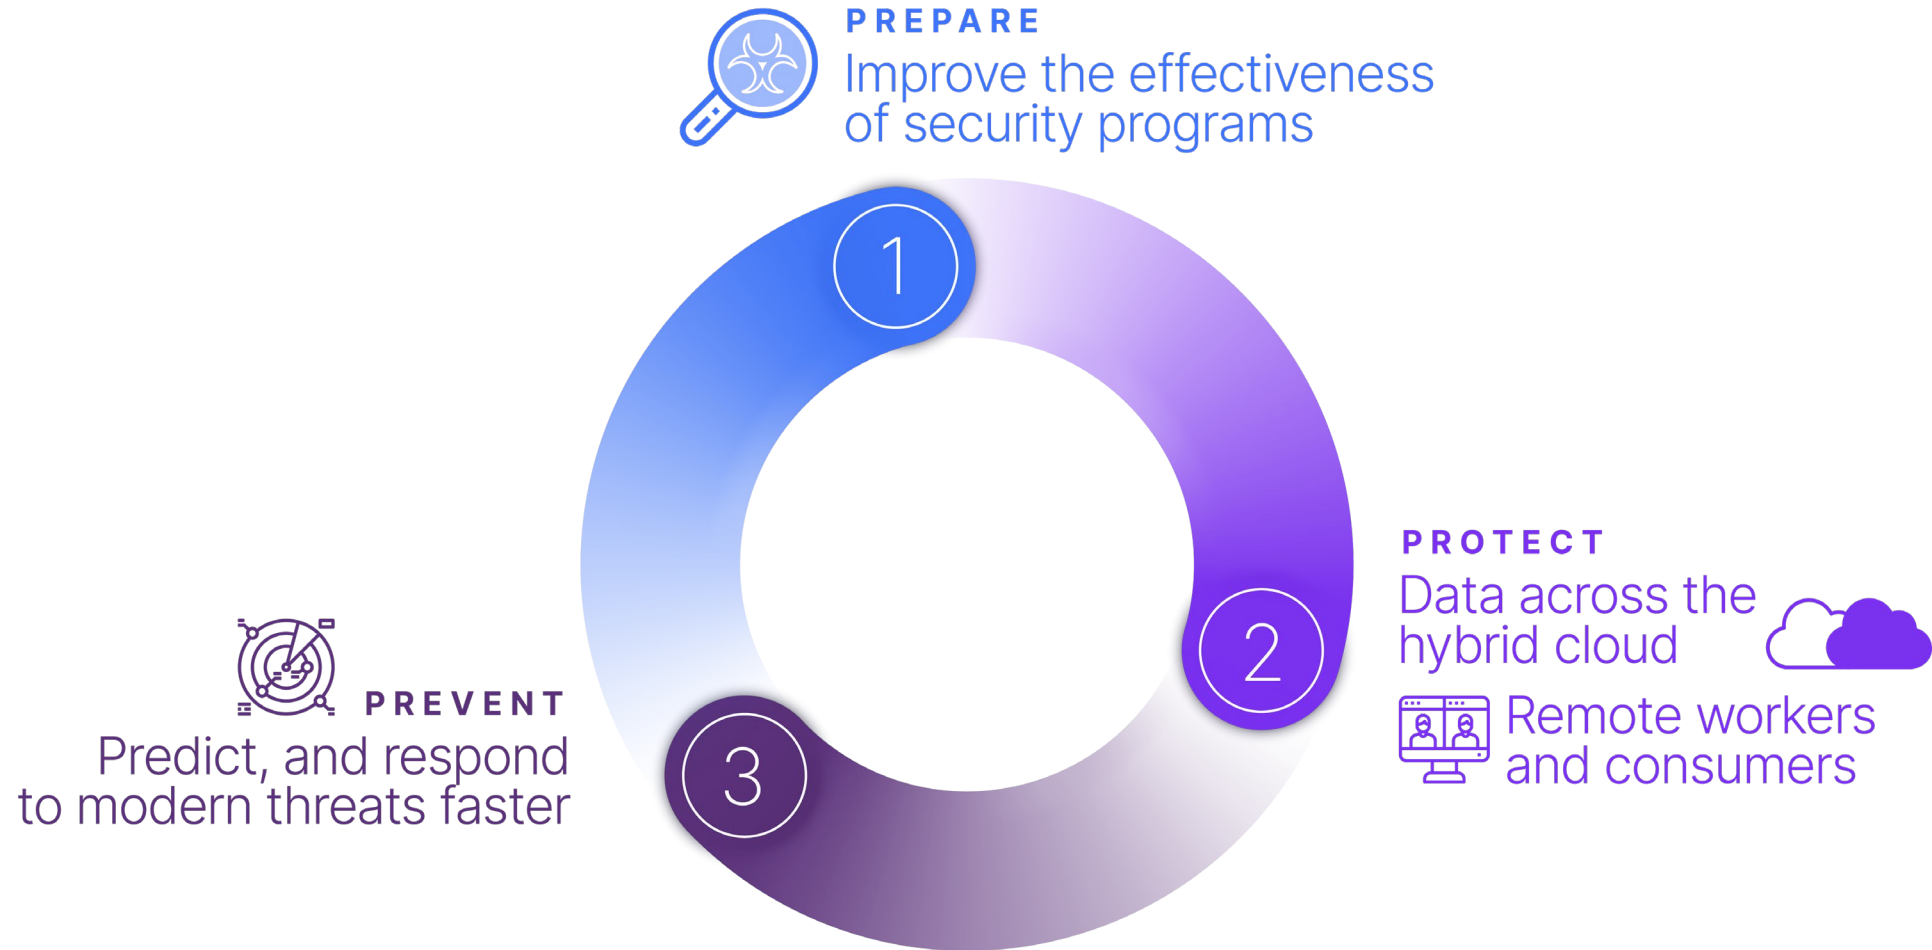 PREPARE
Improve the effectiveness
of security programs
1
2
PROTECT
Data across the
hybrid cloud
Remote workers
and consumers
3
PREVENT
Predict, and respond
to modern threats faster